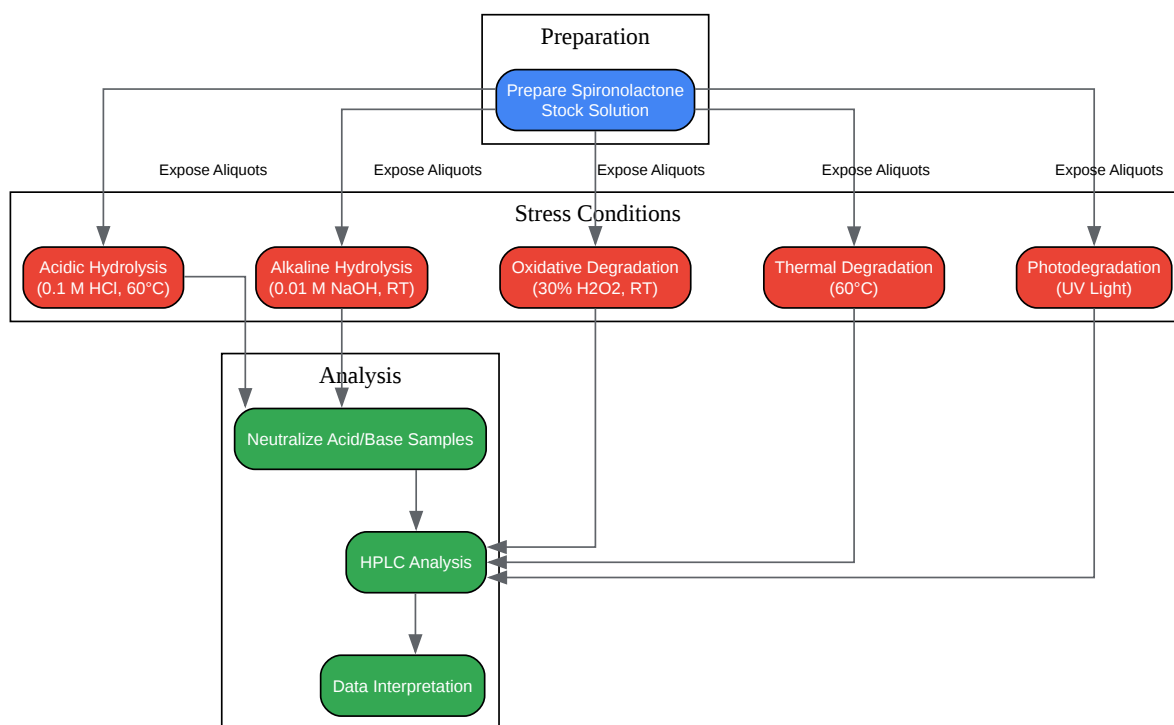 Preparation
Prepare Spironolactone
Stock Solution
Expose Aliquots
Expose Aliquots
Expose Aliquots
Expose Aliquots
Expose Aliquots
Stress Conditions
Acidic Hydrolysis
(0.1 M HCl, 60°C)
Alkaline Hydrolysis
(0.01 M NaOH, RT)
Oxidative Degradation
(30% H2O2, RT)
Thermal Degradation
(60°C)
Photodegradation
(UV Light)
Analysis
Neutralize Acid/Base Samples
HPLC Analysis
Data Interpretation